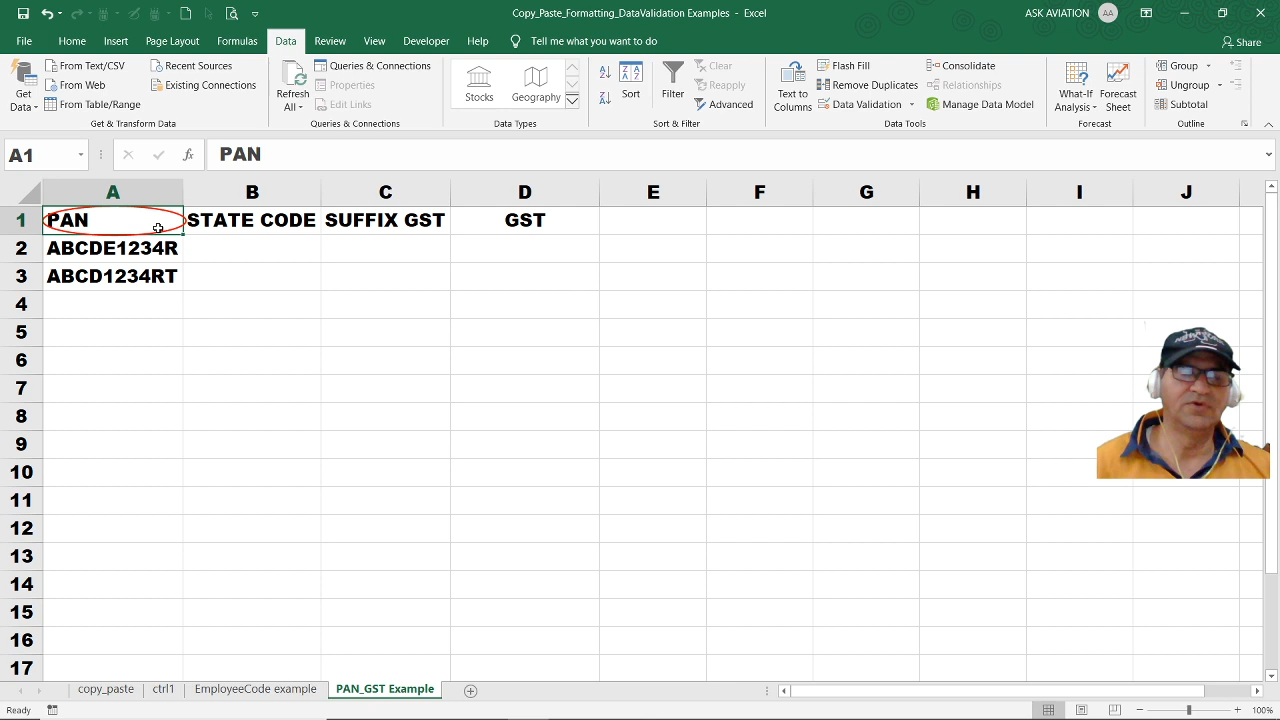 Copy_Paste_Formatting_DataValidation Examples - Excel
ASK AVIATION AA
File Home Insert Page Layout Formulas Data Review View Developer Help Tell me what you want to do Share
Get Data From Text/CSV Recent Sources
From Web Existing Connections
From Table/Range
Get & Transform Data
Refresh All Queries & Connections
Properties
Edit Links
Queries & Connections
Stocks Geography
Data Types
Sort Filter Clear
Reapply
Advanced
Sort & Filter
Text to Columns Flash Fill Consolidate
Remove Duplicates Relationships
Data Validation Manage Data Model
Data Tools
What-If Analysis Forecast Sheet
Forecast
Group
Ungroup
Subtotal
Outline
A1 fx PAN
A B C D E F G H I J
1 PAN STATE CODE SUFFIX GST GST
2 ABCDE1234R
3 ABCD1234RT
4
5
6
7
8
9
10
11
12
13
14
15
16
17
copy_paste ctrl1 EmployeeCode example PAN_GST Example
Ready 100%